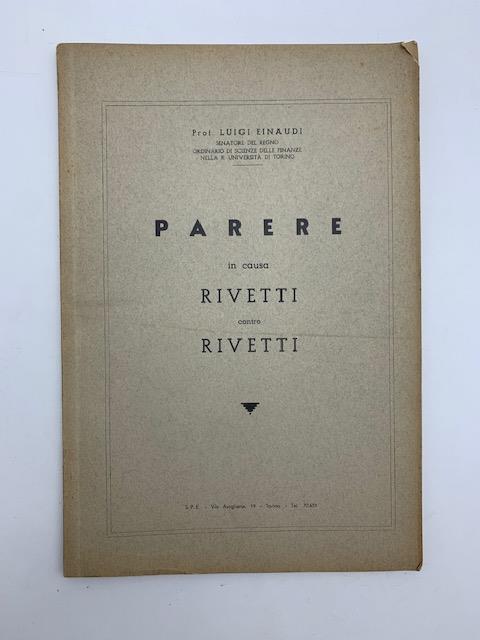 Prof. LUIGI EINAUDI
SENATORE DEL REGNO
ORDINARIO DI SCIENZE DELLE FINANZE
NELLA R. UNIVERSITÀ DI TORINO
PARERE
in causa
RIVETTI
contro
RIVETTI
S.P.E. - Via Avigliana, 19 - Torino - Tel.